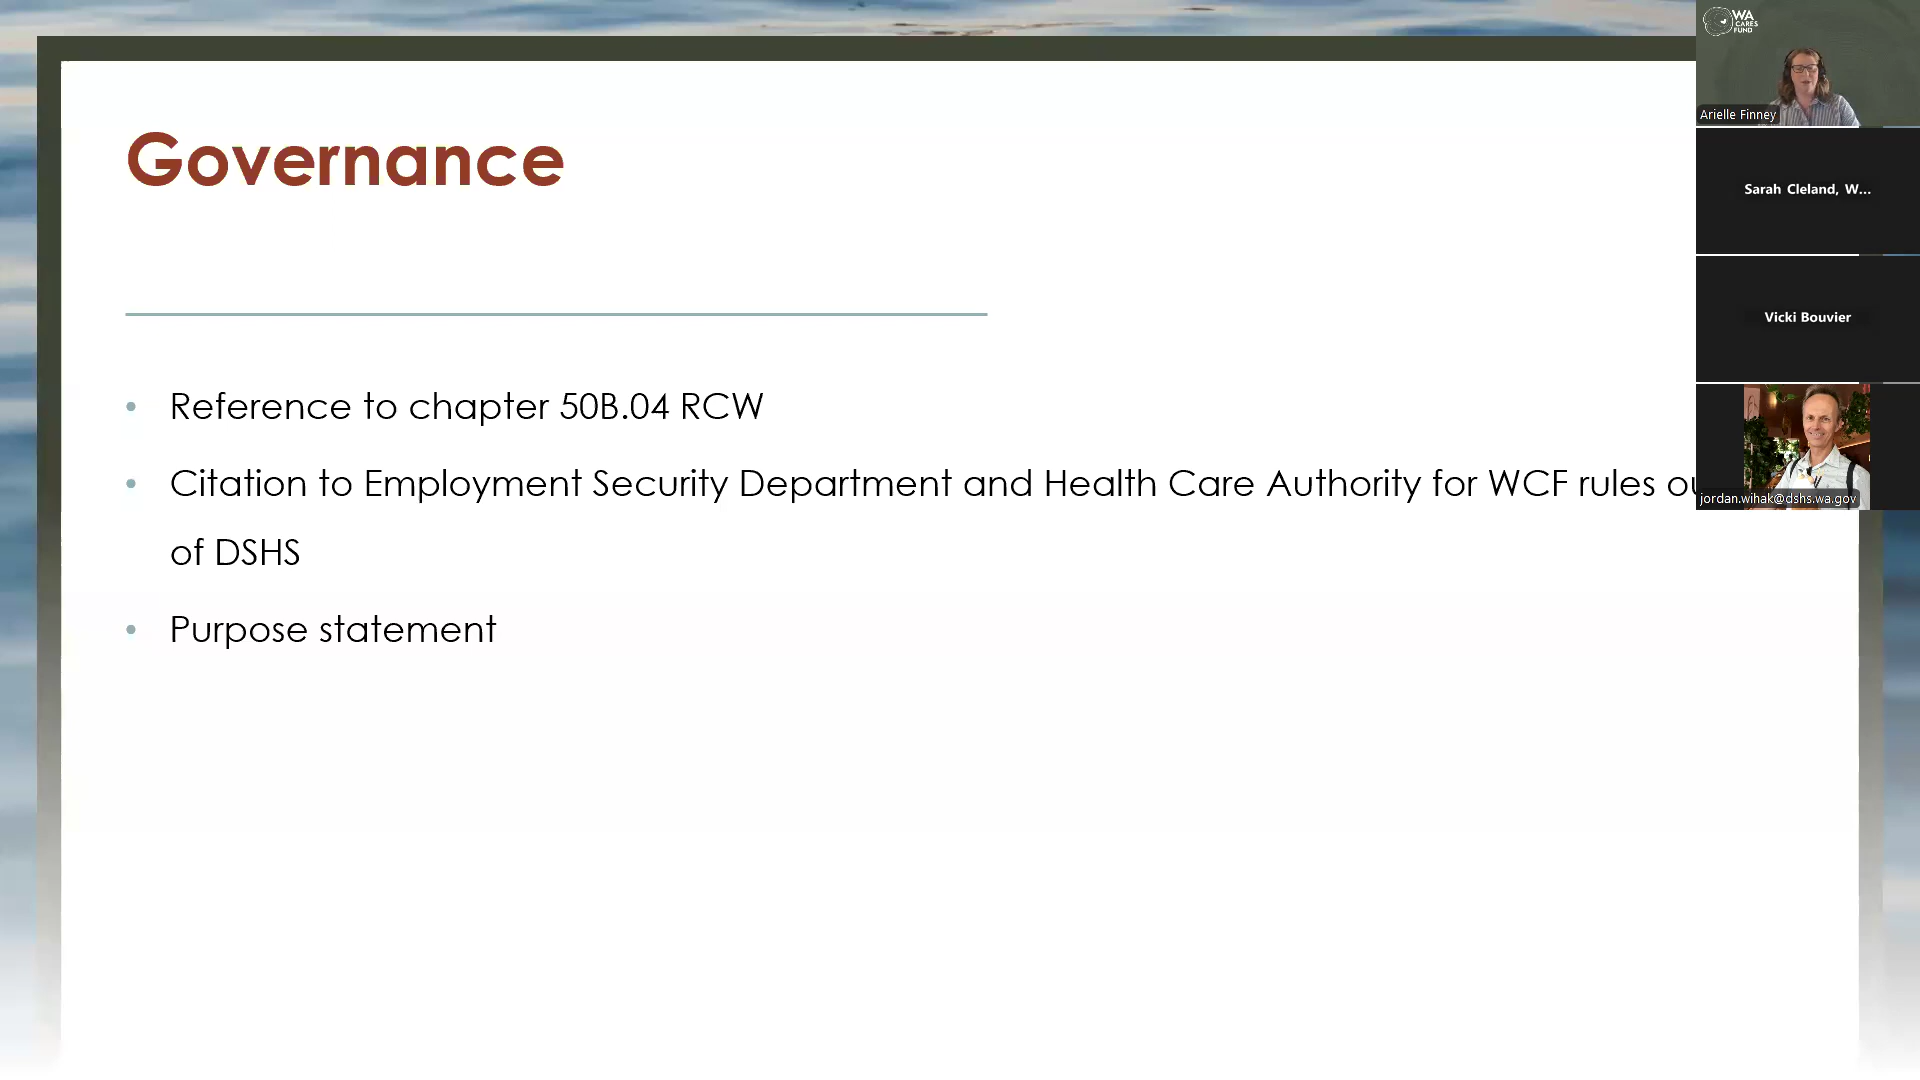 Governance
Reference to chapter 50B.04 RCW
Citation to Employment Security Department and Health Care Authority for WCF rules
of DSHS
Purpose statement
WA
CARES
FUND
Arielle Finney
Sarah Cleland, W...
Vicki Bouvier
jordan.wihak@dshs.wa.gov